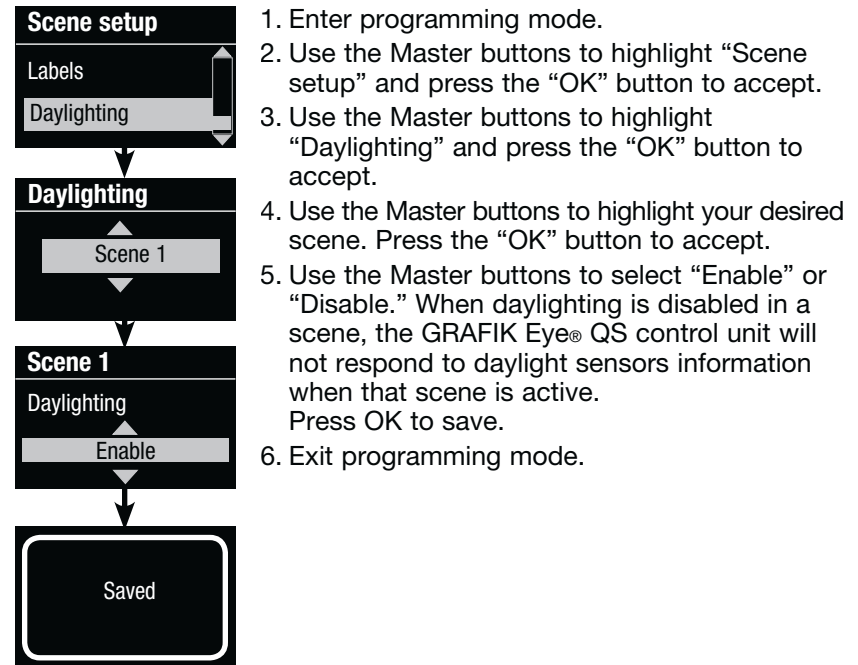 Scene setup
Labels
Daylighting
Daylighting
Scene 1
Scene 1
Daylighting
Enable
Saved
1. Enter programming mode.
2. Use the Master buttons to highlight “Scene
setup” and press the “OK” button to accept.
3. Use the Master buttons to highlight
“Daylighting” and press the “OK” button to
accept.
4. Use the Master buttons to highlight your desired
scene. Press the “OK” button to accept.
5. Use the Master buttons to select “Enable” or
“Disable.” When daylighting is disabled in a
scene, the GRAFIK Eye® QS control unit will
not respond to daylight sensors information
when that scene is active.
Press OK to save.
6. Exit programming mode.